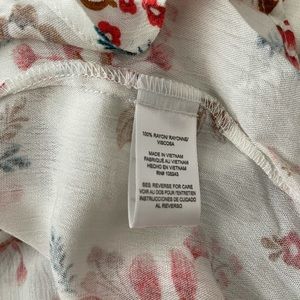 100% RAYON/ RAYONNE/
VISCOSA
MADE IN VIETNAM
FABRIQUÉ AU VIETNAM
HECHO EN VIETNAM
RN# 108943
SEE REVERSE FOR CARE
VOIR AU DOS POUR L'ENTRETIEN
INSTRUCCIONES DE CUIDADO
AL REVERSO